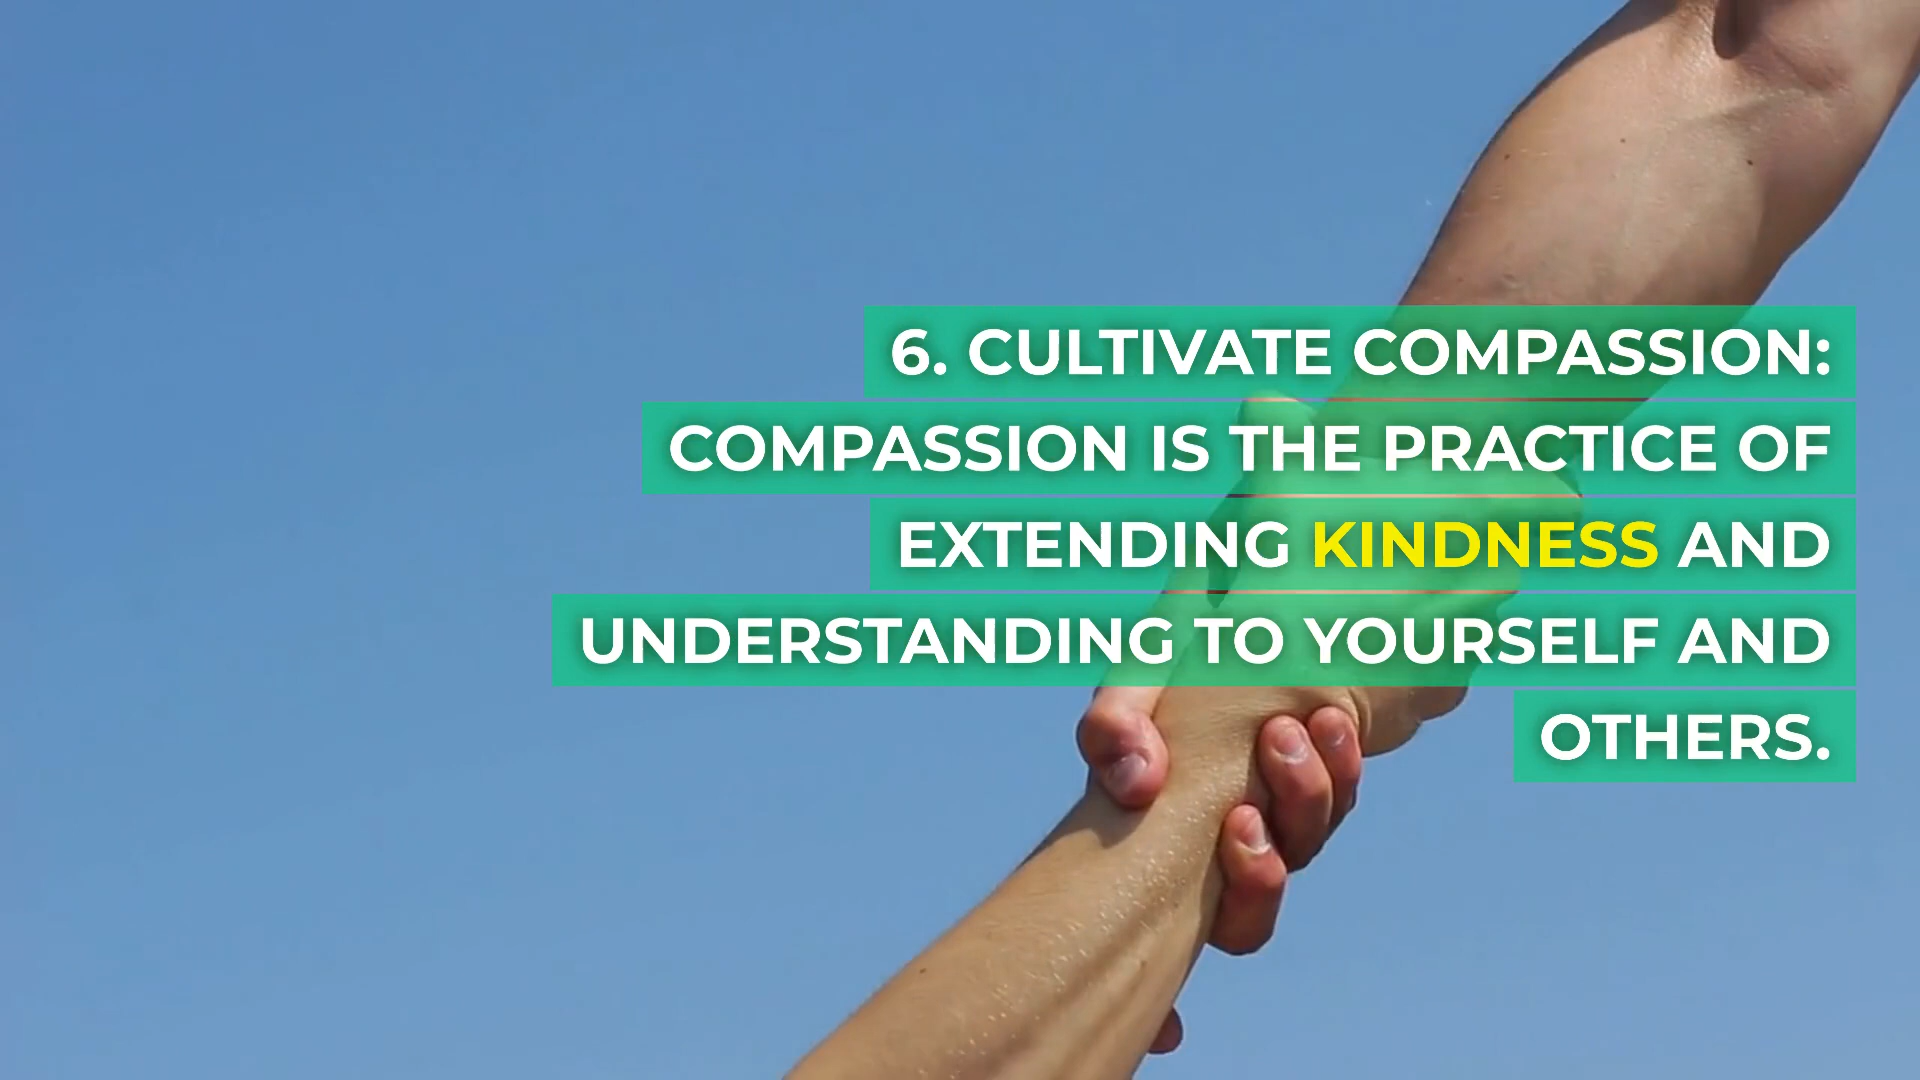 6. CULTIVATE COMPASSION:
COMPASSION IS THE PRACTICE OF
EXTENDING KINDNESS AND
UNDERSTANDING TO YOURSELF AND
OTHERS.